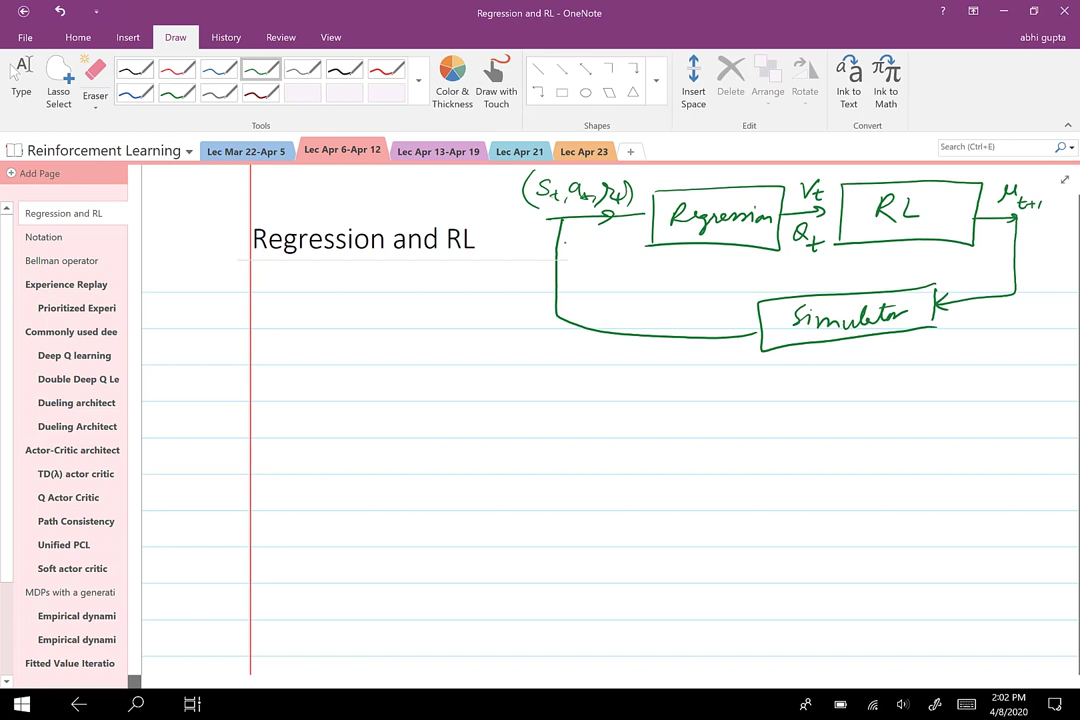 Regression and RL - OneNote
?
File
Home
Insert
Draw
History
Review
View
abhi gupta
Type
Lasso Select
Eraser
Color & Thickness
Draw with Touch
Insert Space
Delete
Arrange
Rotate
Ink to Text
Ink to Math
Tools
Shapes
Edit
Convert
Reinforcement Learning
Lec Mar 22-Apr 5
Lec Apr 6-Apr 12
Lec Apr 13-Apr 19
Lec Apr 21
Lec Apr 23
+
Search (Ctrl+E)
Add Page
Regression and RL
Notation
Bellman operator
Experience Replay
Prioritized Experi
Commonly used dee
Deep Q learning
Double Deep Q Le
Dueling architect
Dueling Architect
Actor-Critic architect
TD(λ) actor critic
Q Actor Critic
Path Consistency
Unified PCL
Soft actor critic
MDPs with a generati
Empirical dynami
Empirical dynami
Fitted Value Iteratio
Regression and RL
(s_t, a_t, r_t)
Regression
V_t
Q_t
RL
μ_{t+1}
Simulator
2:02 PM
4/8/2020